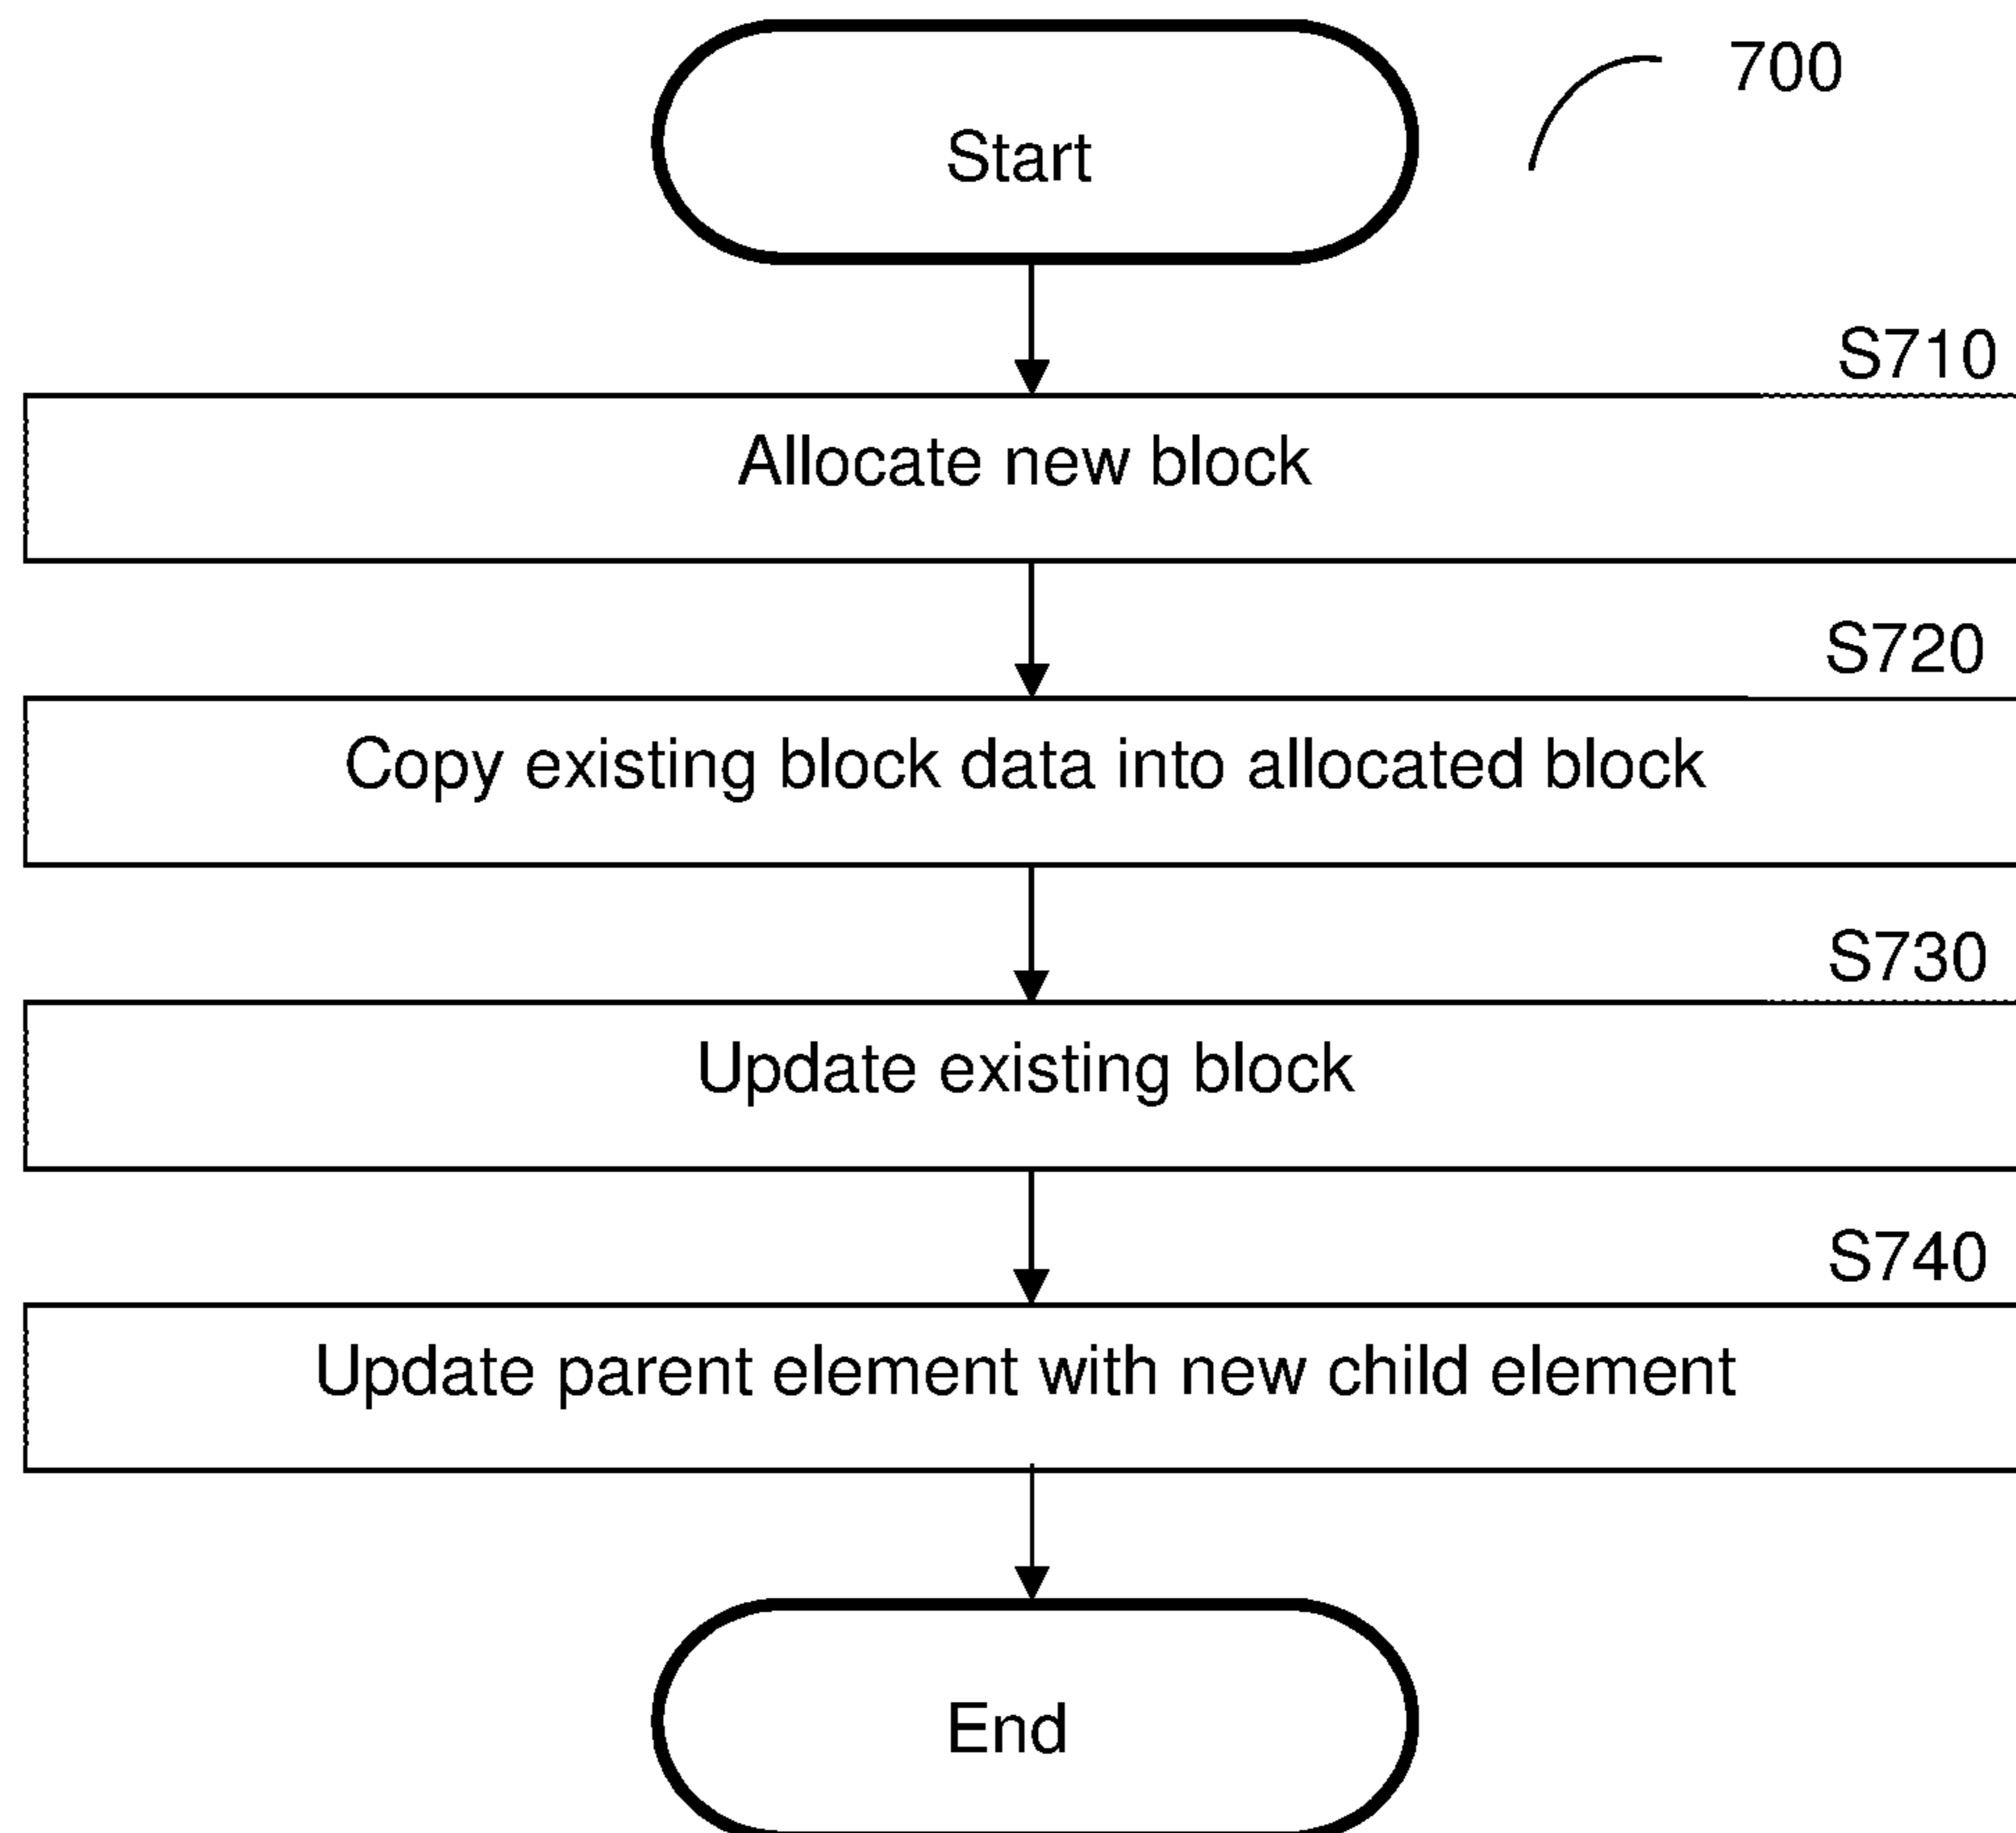 Start
700
S710
Allocate new block
S720
Copy existing block data into allocated block
S730
Update existing block
S740
Update parent element with new child element
End